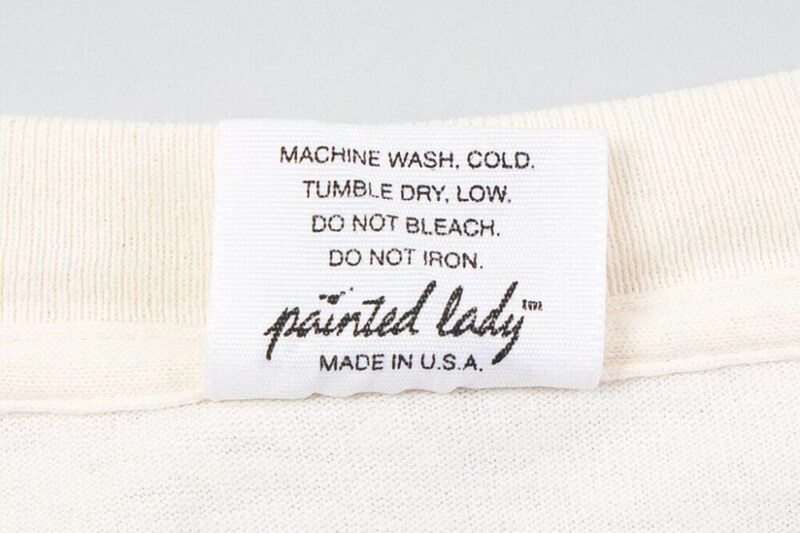 MACHINE WASH, COLD.
TUMBLE DRY, LOW.
DO NOT BLEACH.
DO NOT IRON.
painted lady™
MADE IN U.S.A.